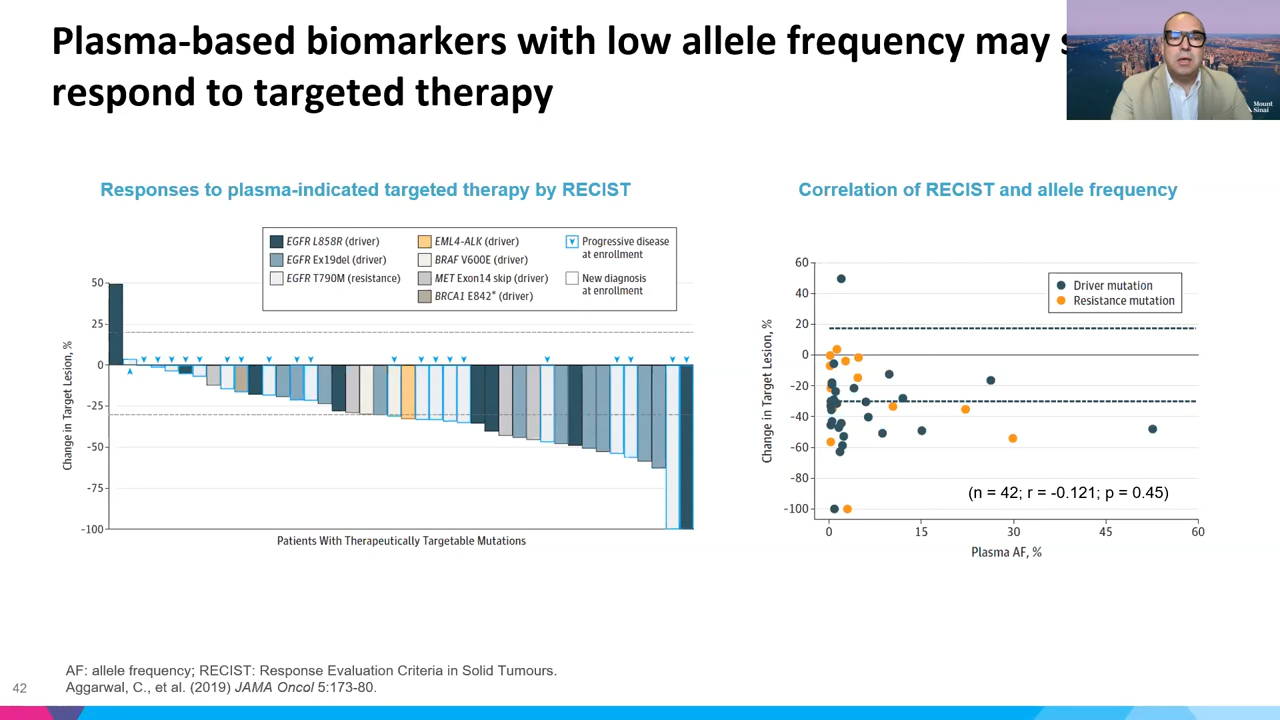 Plasma-based biomarkers with low allele frequency may
respond to targeted therapy
Mount
Sinai
Responses to plasma-indicated targeted therapy by RECIST
EGFR L858R (driver)
EGFR Ex19del (driver)
EGFR T790M (resistance)
EML4-ALK (driver)
BRAF V600E (driver)
MET Exon14 skip (driver)
BRCA1 E842* (driver)
Progressive disease
at enrollment
New diagnosis
at enrollment
Change in Target Lesion, %
50
25
0
-25
-50
-75
-100
Patients With Therapeutically Targetable Mutations
Correlation of RECIST and allele frequency
Driver mutation
Resistance mutation
Change in Target Lesion, %
60
40
20
0
-20
-40
-60
-80
-100
(n = 42; r = -0.121; p = 0.45)
0 15 30 45 60
Plasma AF, %
AF: allele frequency; RECIST: Response Evaluation Criteria in Solid Tumours.
Aggarwal, C., et al. (2019) JAMA Oncol 5:173-80.
42